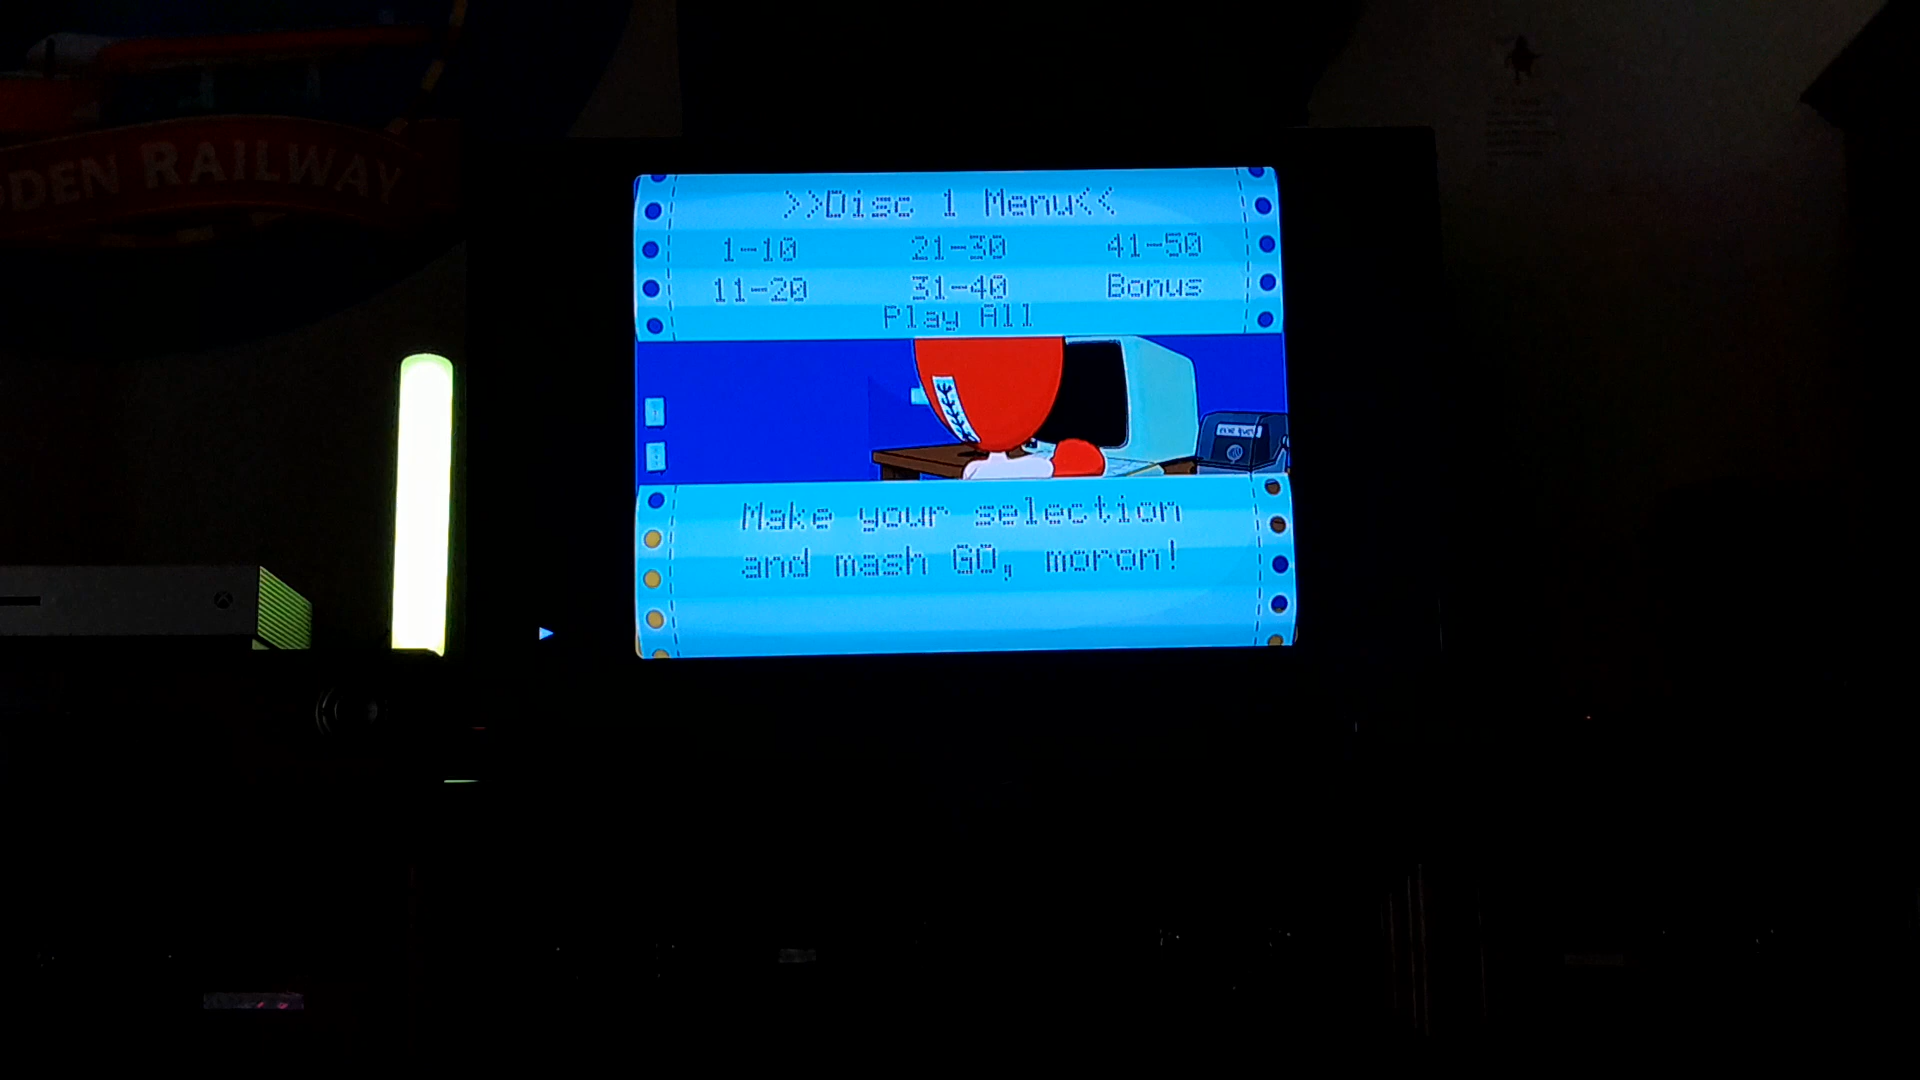 DEN RAILWAY
>>Disc 1 Menu<<
1-10 21-30 41-50
11-20 31-40 Bonus
Play All
Make your selection
and mash GO, moron!